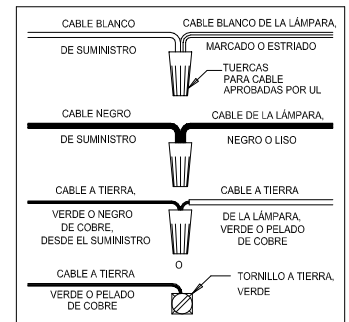 CABLE BLANCO
DE SUMINISTRO
CABLE BLANCO DE LA LÁMPARA,
MARCADO O ESTRIADO
TUERCAS
PARA CABLE
APROBADAS POR UL
CABLE NEGRO
DE SUMINISTRO
CABLE DE LA LÁMPARA,
NEGRO O LISO
CABLE A TIERRA,
VERDE O NEGRO
DE COBRE,
DESDE EL SUMINISTRO
CABLE A TIERRA
DE LA LÁMPARA,
VERDE O PELADO
DE COBRE
O
CABLE A TIERRA
VERDE O PELADO
DE COBRE
TORNILLO A TIERRA,
VERDE